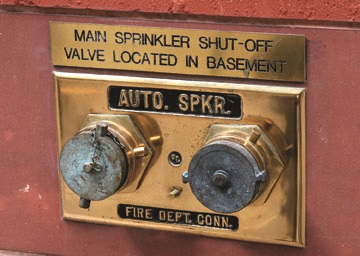 MAIN SPRINKLER SHUT-OFF
VALVE LOCATED IN BASEMENT
AUTO. SPKR.
FIRE DEPT. CONN.